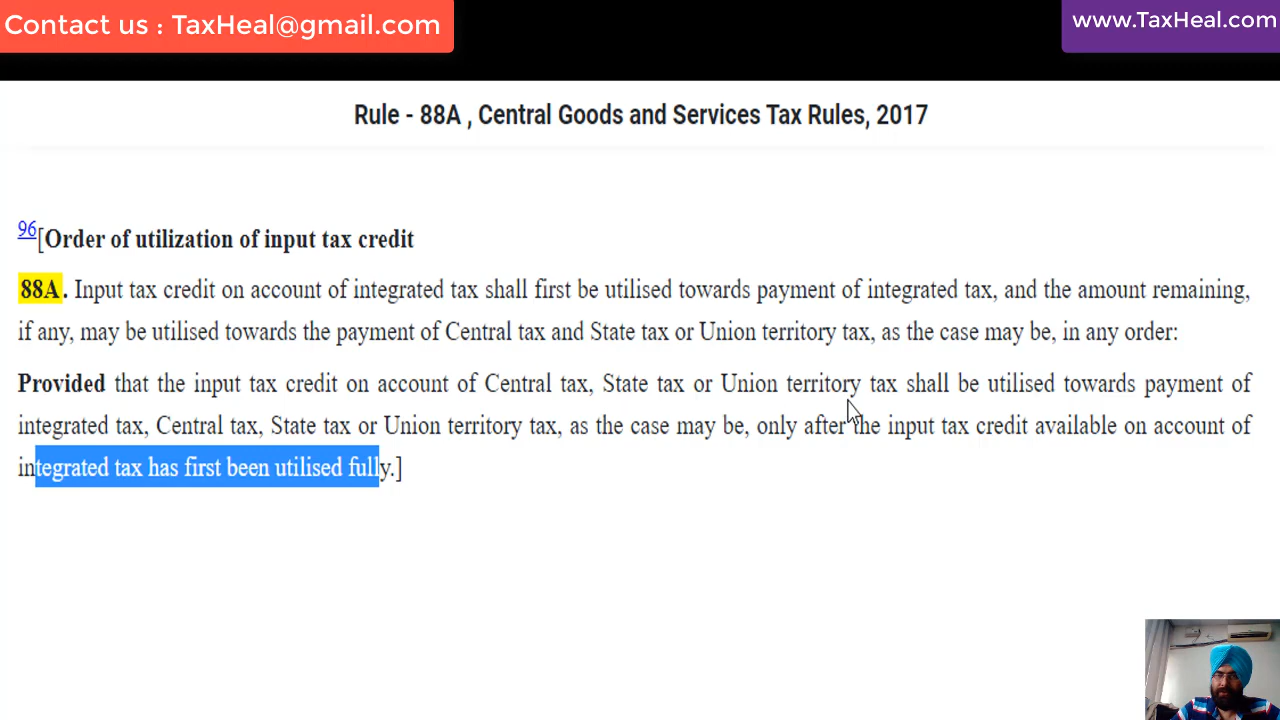 Contact us : TaxHeal@gmail.com
www.TaxHeal.com
Rule - 88A , Central Goods and Services Tax Rules, 2017
96[Order of utilization of input tax credit
88A. Input tax credit on account of integrated tax shall first be utilised towards payment of integrated tax, and the amount remaining,
if any, may be utilised towards the payment of Central tax and State tax or Union territory tax, as the case may be, in any order:
Provided that the input tax credit on account of Central tax, State tax or Union territory tax shall be utilised towards payment of
integrated tax, Central tax, State tax or Union territory tax, as the case may be, only after the input tax credit available on account of
integrated tax has first been utilised fully.]